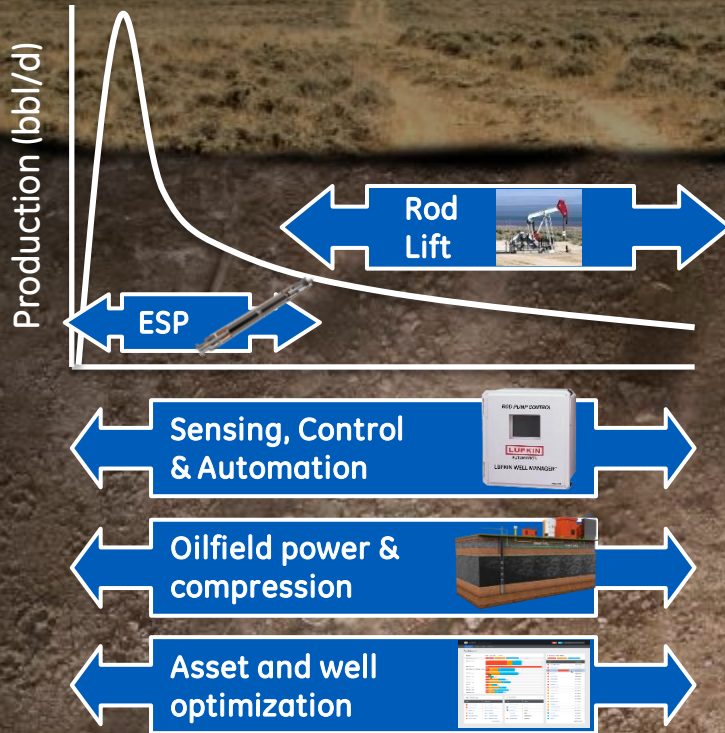 Production (bbl/d)
Rod
Lift
ESP
Sensing, Control
& Automation
ROD PUMP CONTROL
LUFKIN
AUTOMATION
LUFKIN WELL MANAGER
Oilfield power &
compression
Asset and well
optimization